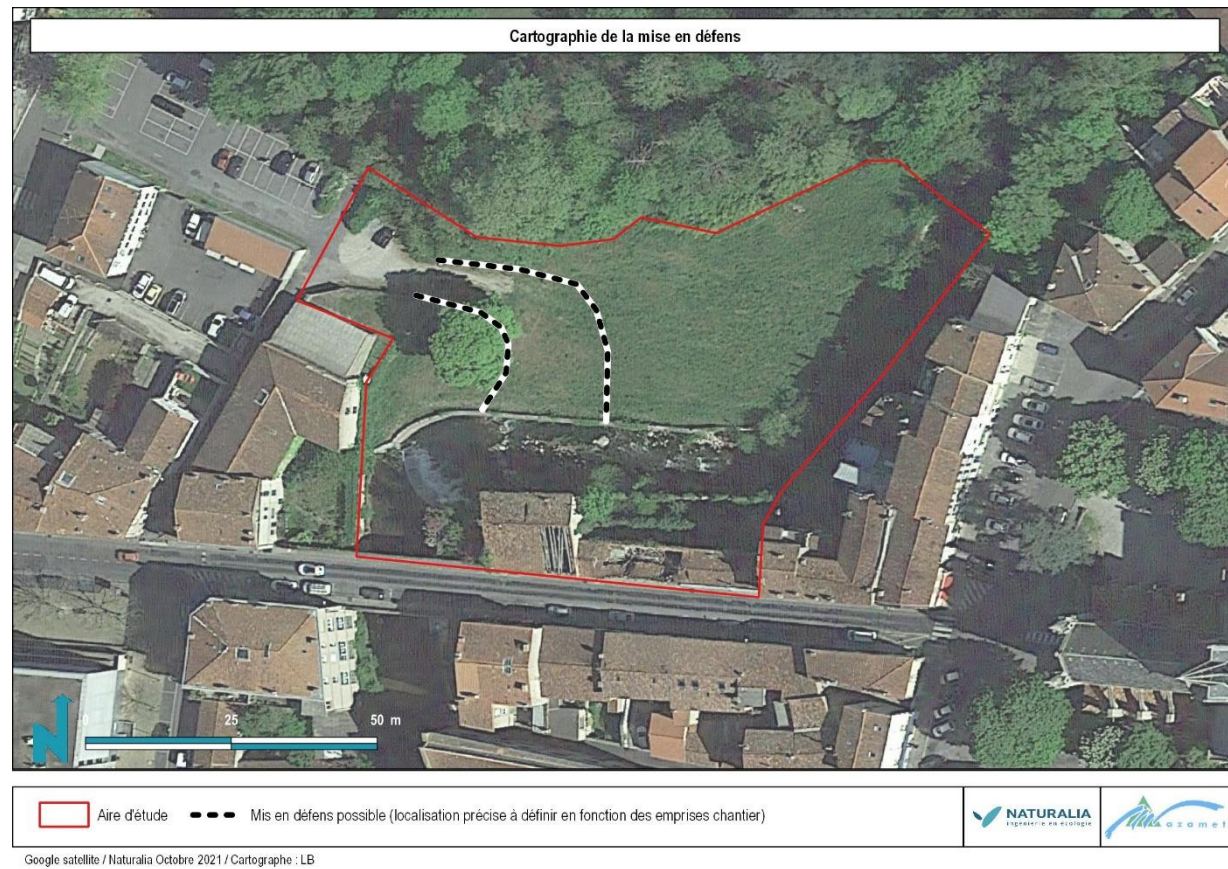 Cartographie de la mise en défens
N
0 25 50 m
Aire d'étude
Mis en défens possible (localisation précise à définir en fonction des emprises chantier)
NATURALIA
Ingénierie en écologie
Mazamet
Google satellite / Naturalia Octobre 2021 / Cartographe : LB